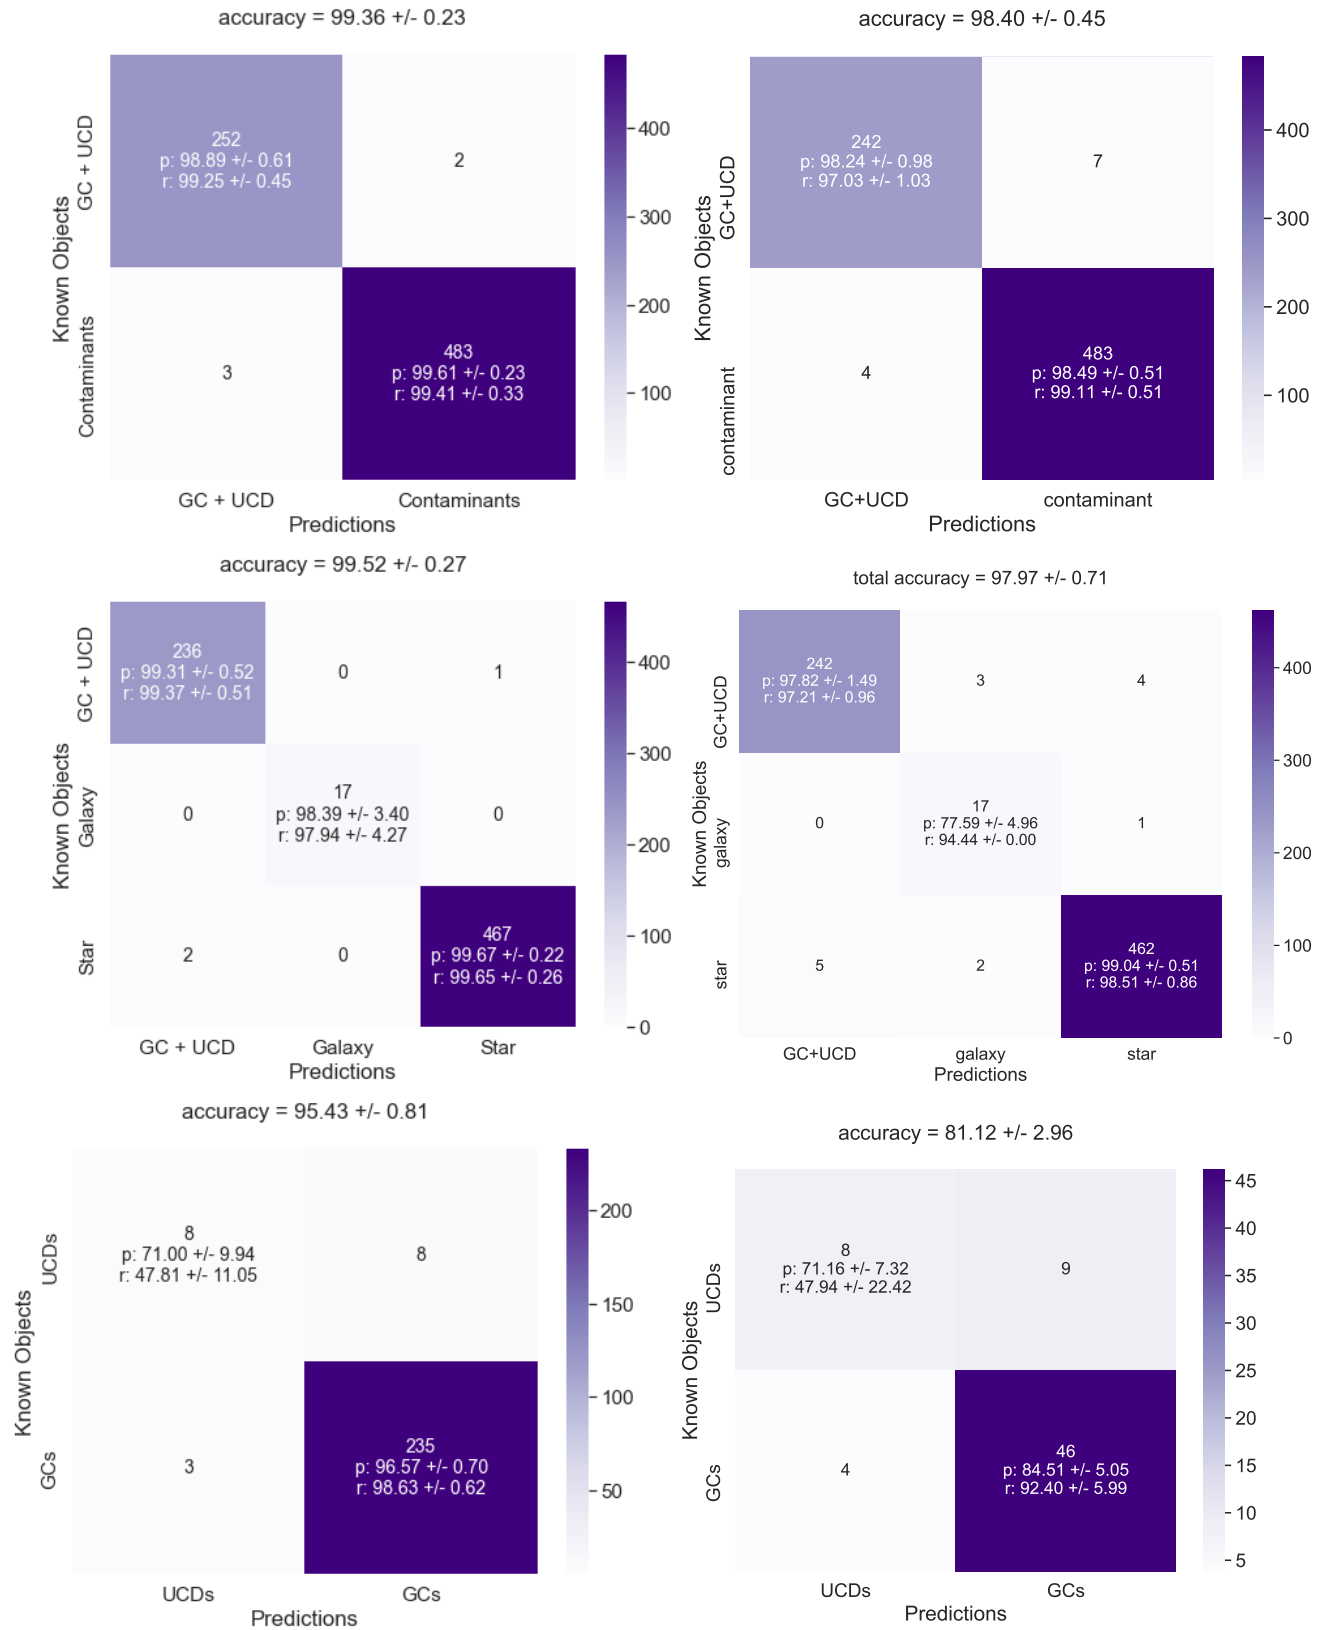 accuracy = 99.36 +/- 0.23
252
p: 98.89 +/- 0.61
r: 99.25 +/- 0.45
2
3
483
p: 99.61 +/- 0.23
r: 99.41 +/- 0.33
GC + UCD
Contaminants
Known Objects
GC + UCD
Contaminants
Predictions
400
300
200
100
accuracy = 98.40 +/- 0.45
242
p: 98.24 +/- 0.98
r: 97.03 +/- 1.03
7
4
483
p: 98.49 +/- 0.51
r: 99.11 +/- 0.51
GC+UCD
contaminant
Known Objects
GC+UCD
contaminant
Predictions
400
300
200
100
accuracy = 99.52 +/- 0.27
236
p: 99.31 +/- 0.52
r: 99.37 +/- 0.51
0
1
0
17
p: 98.39 +/- 3.40
r: 97.94 +/- 4.27
0
2
0
467
p: 99.67 +/- 0.22
r: 99.65 +/- 0.26
GC + UCD
Galaxy
Star
Known Objects
GC + UCD
Galaxy
Star
Predictions
400
300
200
100
0
total accuracy = 97.97 +/- 0.71
242
p: 97.82 +/- 1.49
r: 97.21 +/- 0.96
3
4
0
17
p: 77.59 +/- 4.96
r: 94.44 +/- 0.00
1
5
2
462
p: 99.04 +/- 0.51
r: 98.51 +/- 0.86
GC+UCD
galaxy
star
Known Objects
GC+UCD
galaxy
star
Predictions
400
300
200
100
0
accuracy = 95.43 +/- 0.81
8
p: 71.00 +/- 9.94
r: 47.81 +/- 11.05
8
3
235
p: 96.57 +/- 0.70
r: 98.63 +/- 0.62
UCDs
GCs
Known Objects
UCDs
GCs
Predictions
200
150
100
50
accuracy = 81.12 +/- 2.96
8
p: 71.16 +/- 7.32
r: 47.94 +/- 22.42
9
4
46
p: 84.51 +/- 5.05
r: 92.40 +/- 5.99
UCDs
GCs
Known Objects
UCDs
GCs
Predictions
45
40
35
30
25
20
15
10
5